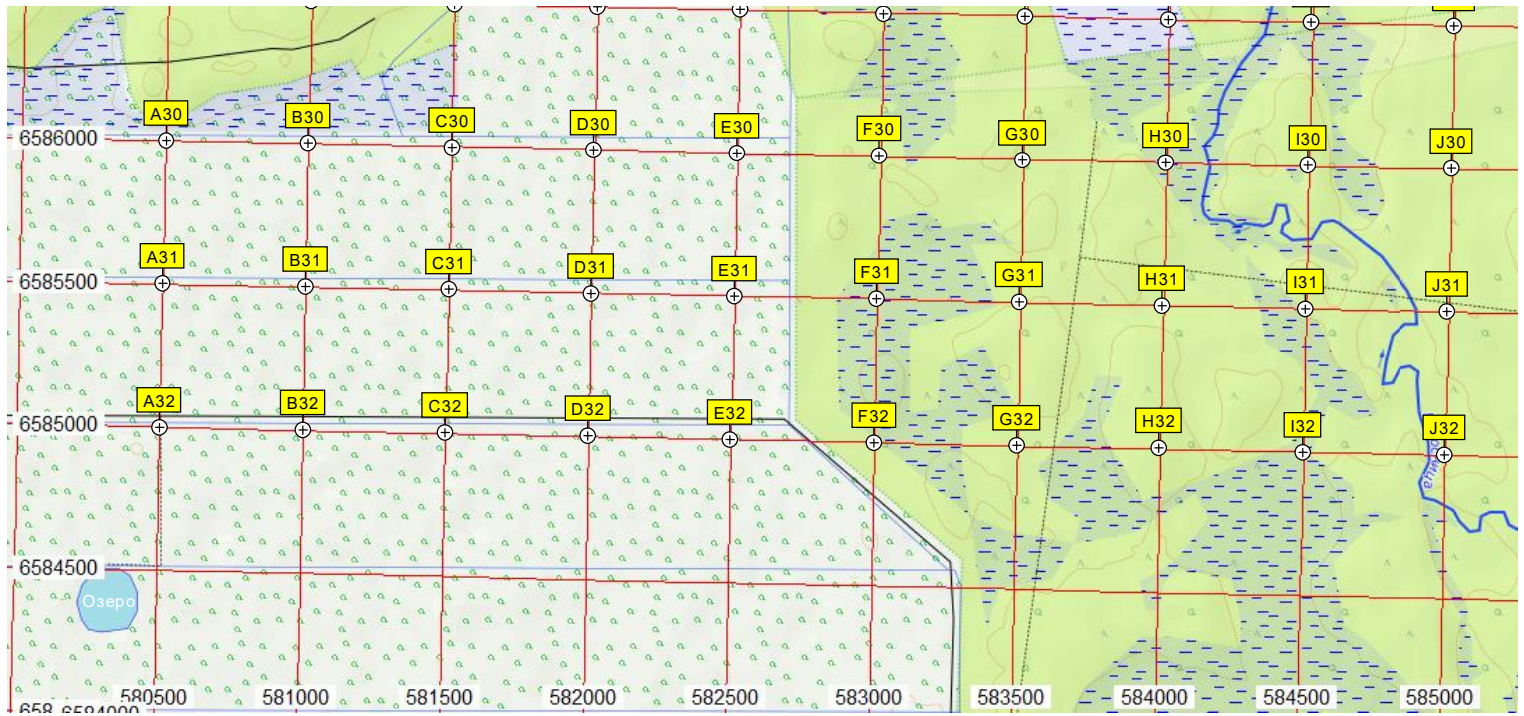 A30 B30 C30 D30 E30 F30 G30 H30 I30 J30
6586000
A31 B31 C31 D31 E31 F31 G31 H31 I31 J31
6585500
A32 B32 C32 D32 E32 F32 G32 H32 I32 J32
6585000
6584500
Озеро
580500 581000 581500 582000 582500 583000 583500 584000 584500 585000
6584000